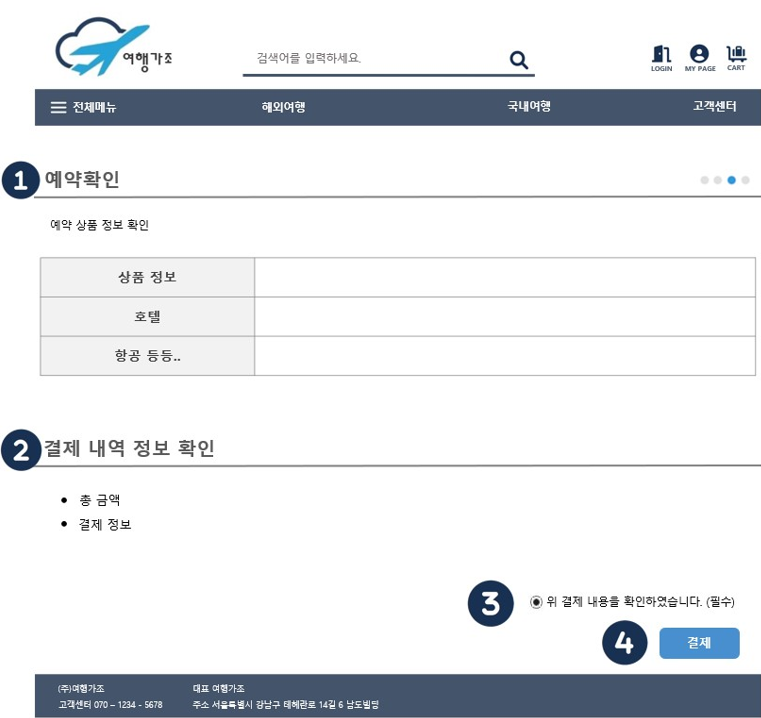 여행가조
검색어를 입력하세요.
LOGIN MY PAGE CART
전체메뉴 해외여행 국내여행 고객센터
1 예약확인
예약 상품 정보 확인
상품 정보
호텔
항공 등등..
2 결제 내역 정보 확인
• 총 금액
• 결제 정보
3 위 결제 내용을 확인하였습니다. (필수)
4 결제
(주)여행가조 대표 여행가조
고객센터 070 – 1234 - 5678 주소 서울특별시 강남구 테헤란로 14길 6 남도빌딩